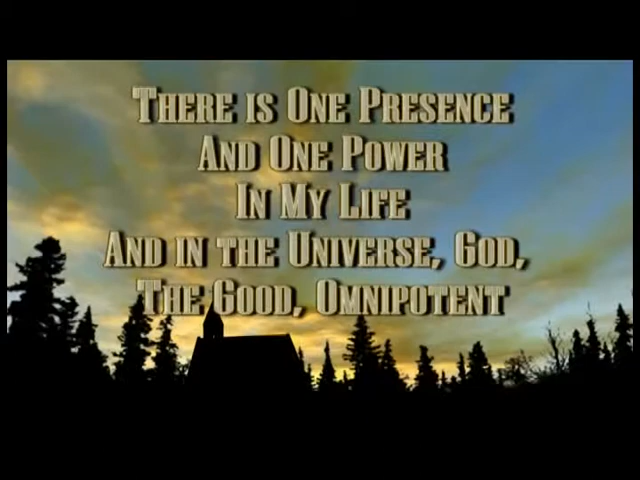 There is One Presence
And One Power
In My Life
And in the Universe, God,
The Good, Omnipotent